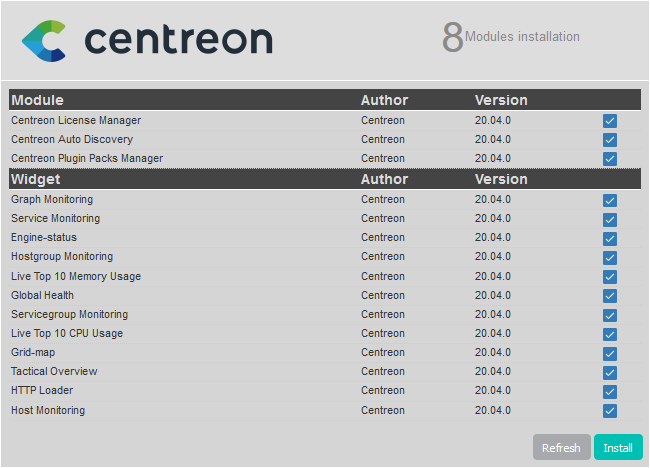 centreon
8 Modules installation
Module Author Version
Centreon License Manager Centreon 20.04.0
Centreon Auto Discovery Centreon 20.04.0
Centreon Plugin Packs Manager Centreon 20.04.0
Widget Author Version
Graph Monitoring Centreon 20.04.0
Service Monitoring Centreon 20.04.0
Engine-status Centreon 20.04.0
Hostgroup Monitoring Centreon 20.04.0
Live Top 10 Memory Usage Centreon 20.04.0
Global Health Centreon 20.04.0
Servicegroup Monitoring Centreon 20.04.0
Live Top 10 CPU Usage Centreon 20.04.0
Grid-map Centreon 20.04.0
Tactical Overview Centreon 20.04.0
HTTP Loader Centreon 20.04.0
Host Monitoring Centreon 20.04.0
Refresh Install